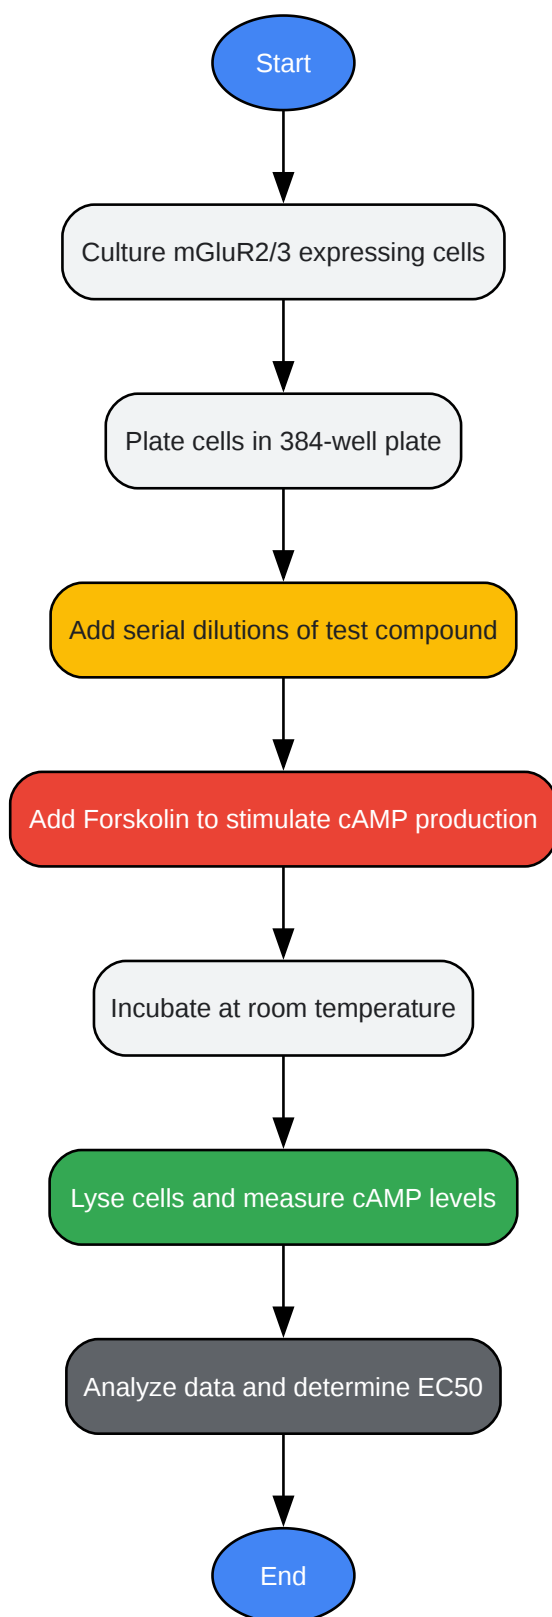 Start
Culture mGluR2/3 expressing cells
Plate cells in 384-well plate
Add serial dilutions of test compound
Add Forskolin to stimulate cAMP production
Incubate at room temperature
Lyse cells and measure cAMP levels
Analyze data and determine EC50
End